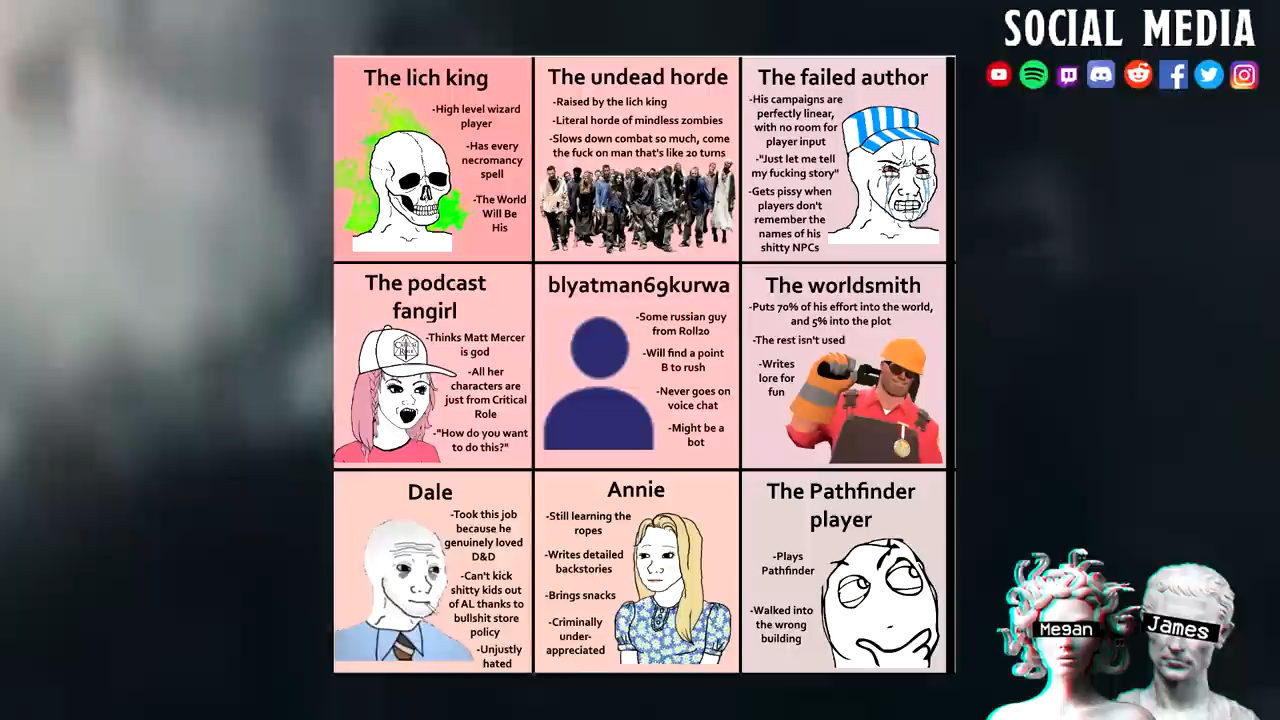 SOCIAL MEDIA
The lich king
-High level wizard
player
-Has every
necromancy
spell
-The World
Will Be
His
The undead horde
-Raised by the lich king
-Literal horde of mindless zombies
-Slows down combat so much, come
the fuck on man that's like 20 turns
The failed author
-His campaigns are
perfectly linear,
with no room for
player input
-"Just let me tell
my fucking story"
-Gets pissy when
players don't
remember the
names of his
shitty NPCs
The podcast
fangirl
-Thinks Matt Mercer
is god
-All her
characters are
just from Critical
Role
-"How do you want
to do this?"
blyatman69kurwa
-Some russian guy
from Roll20
-Will find a point
B to rush
-Never goes on
voice chat
-Might be a
bot
The worldsmith
-Puts 70% of his effort into the world,
and 5% into the plot
-The rest isn't used
-Writes
lore for
fun
Dale
-Took this job
because he
genuinely loved
D&D
-Can't kick
shitty kids out
of AL thanks to
bullshit store
policy
-Unjustly
hated
Annie
-Still learning the
ropes
-Writes detailed
backstories
-Brings snacks
-Criminally
under-
appreciated
The Pathfinder
player
-Plays
Pathfinder
-Walked into
the wrong
building
Megan
James